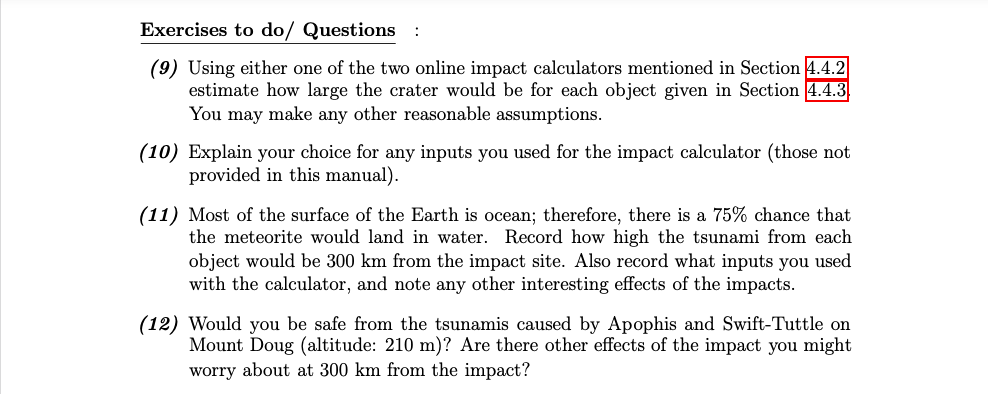 Exercises to do/ Questions :
(9) Using either one of the two online impact calculators mentioned in Section 4.4.2
estimate how large the crater would be for each object given in Section 4.4.3.
You may make any other reasonable assumptions.
(10) Explain your choice for any inputs you used for the impact calculator (those not
provided in this manual).
(11) Most of the surface of the Earth is ocean; therefore, there is a 75% chance that
the meteorite would land in water. Record how high the tsunami from each
object would be 300 km from the impact site. Also record what inputs you used
with the calculator, and note any other interesting effects of the impacts.
(12) Would you be safe from the tsunamis caused by Apophis and Swift-Tuttle on
Mount Doug (altitude: 210 m)? Are there other effects of the impact you might
worry about at 300 km from the impact?